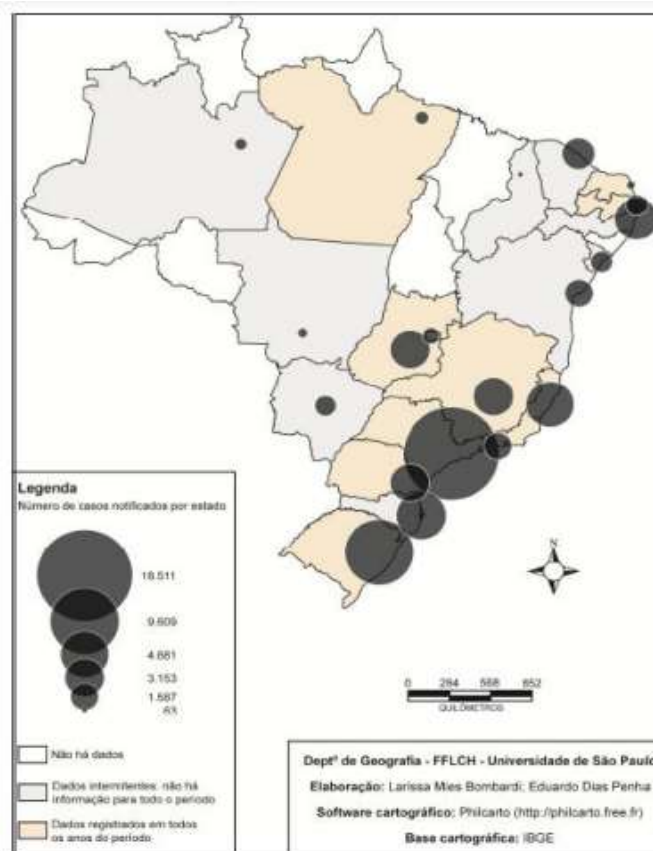 Legenda
Número de casos notificados por estado
18.511
9.609
4.881
3.153
1.587
63
Não há dados
Dados intermitentes: não há
informação para todo o período
Dados registrados em todos
os anos do período
N
0 284 568 852
QUILÔMETROS
Deptº de Geografia - FFLCH - Universidade de São Paulo
Elaboração: Larissa Mies Bombardi; Eduardo Dias Penha
Software cartográfico: Philcarto (http://philcarto.free.fr)
Base cartográfica: IBGE